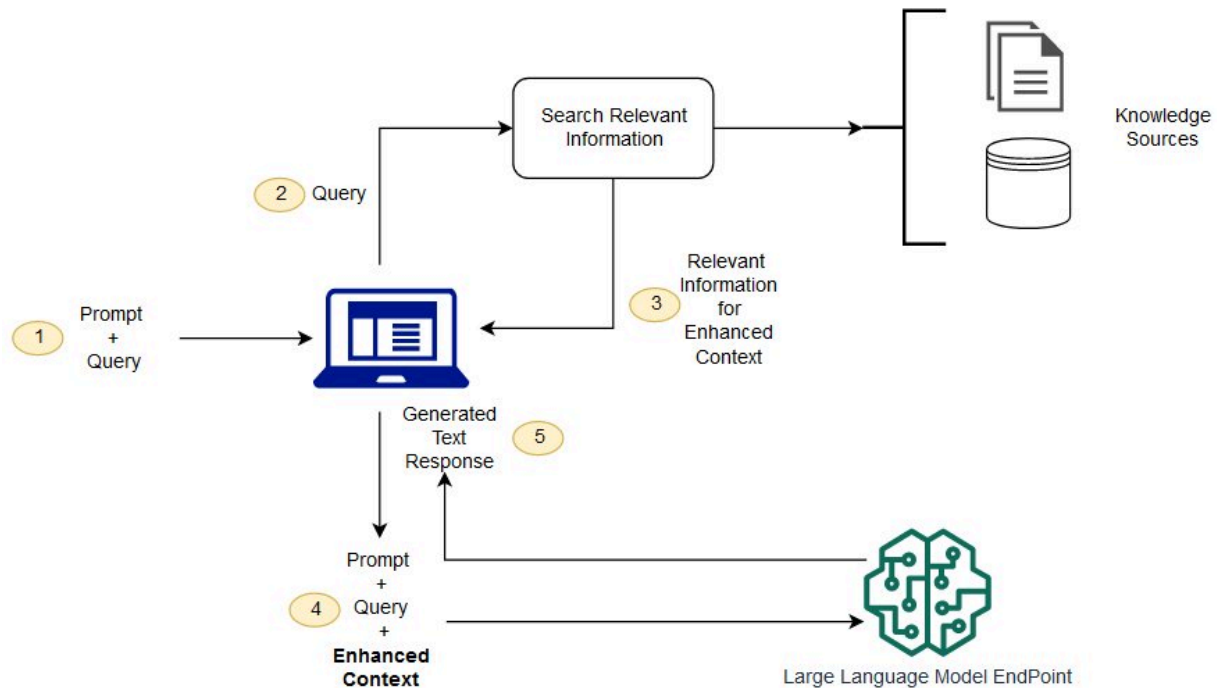 Search Relevant
Information
Knowledge
Sources
2
Query
1
Prompt
+
Query
3
Relevant
Information
for
Enhanced
Context
Generated
Text
Response
5
4
Prompt
+
Query
+
Enhanced
Context
Large Language Model EndPoint